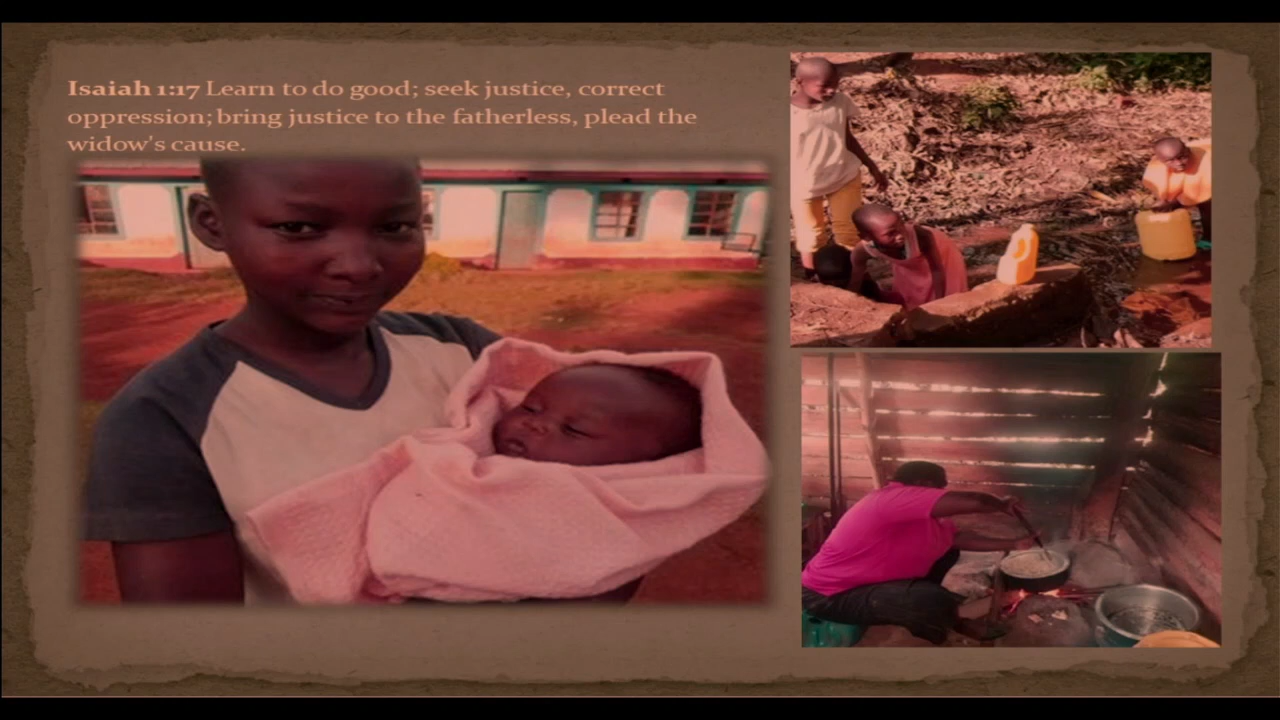 Isaiah 1:17 Learn to do good; seek justice, correct
oppression; bring justice to the fatherless, plead the
widow's cause.